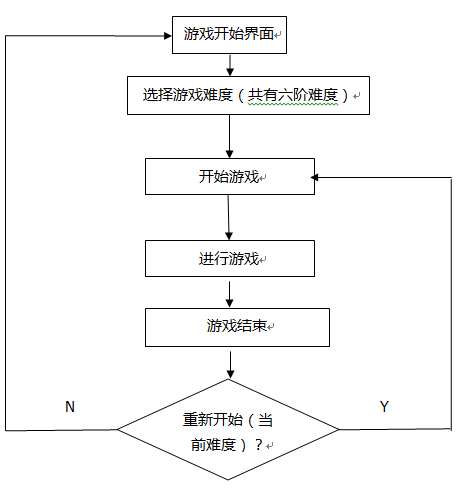 游戏开始界面
选择游戏难度（共有六阶难度）
开始游戏
进行游戏
游戏结束
N
Y
重新开始（当
前难度）？